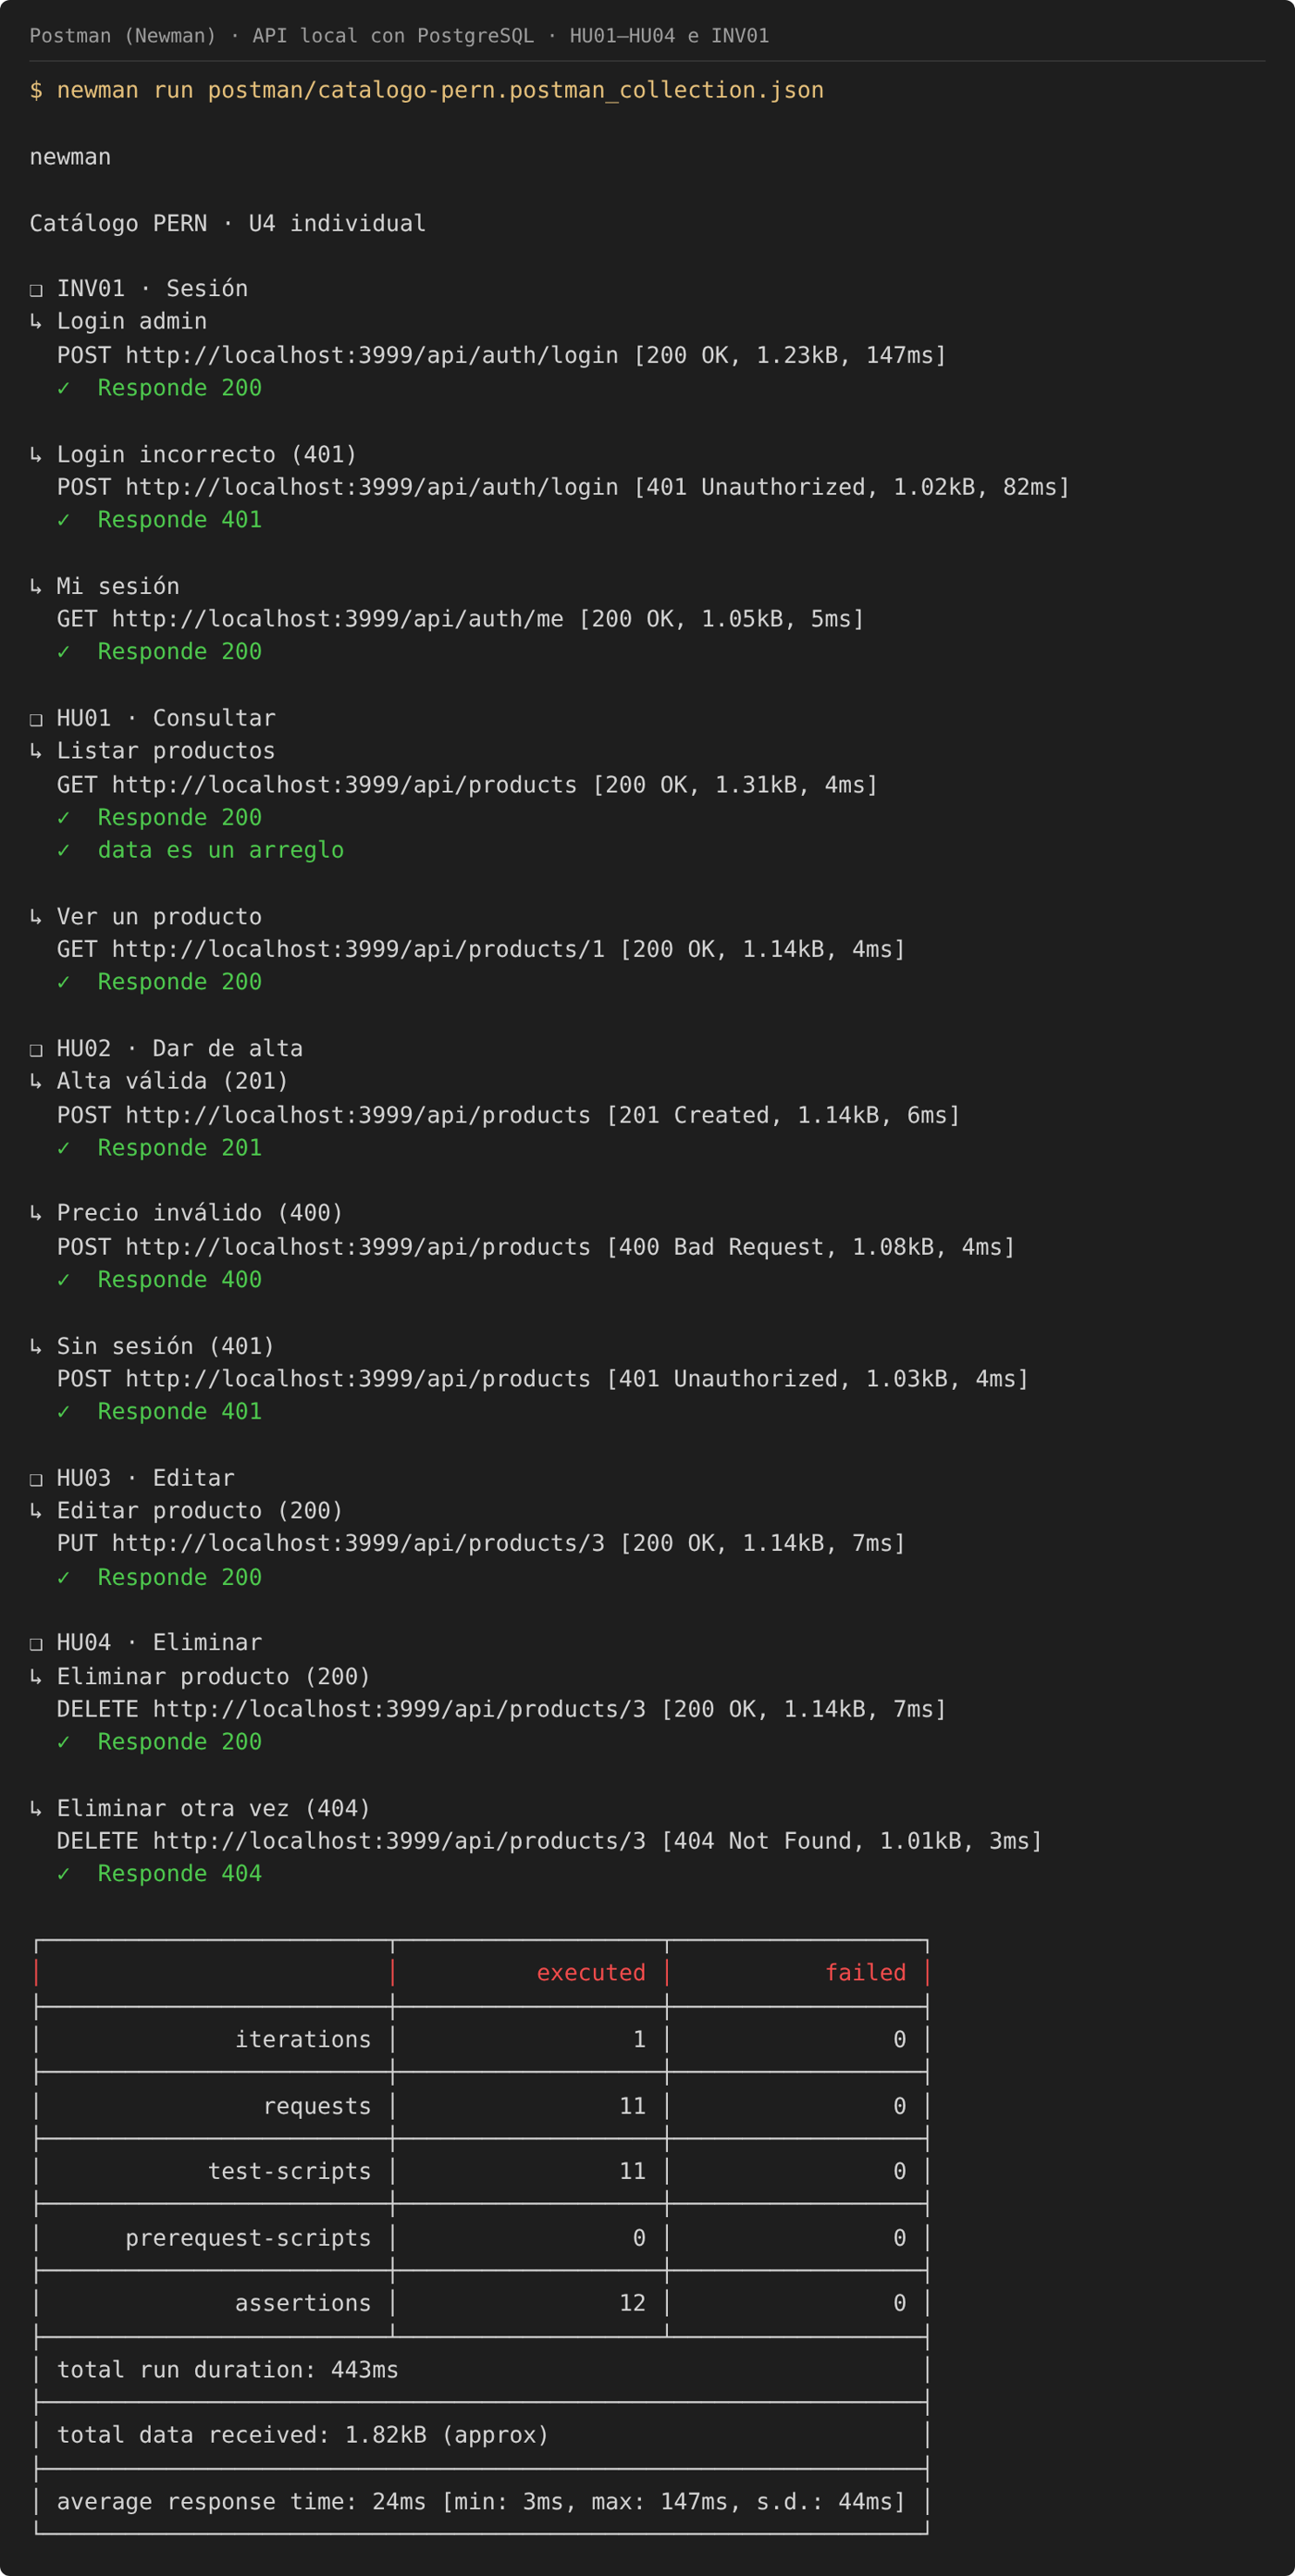 Postman (Newman) · API local con PostgreSQL · HU01–HU04 e INV01
$ newman run postman/catalogo-pern.postman_collection.json
newman
Catálogo PERN · U4 individual
❏ INV01 · Sesión
↳ Login admin
POST http://localhost:3999/api/auth/login [200 OK, 1.23kB, 147ms]
✓ Responde 200
↳ Login incorrecto (401)
POST http://localhost:3999/api/auth/login [401 Unauthorized, 1.02kB, 82ms]
✓ Responde 401
↳ Mi sesión
GET http://localhost:3999/api/auth/me [200 OK, 1.05kB, 5ms]
✓ Responde 200
❏ HU01 · Consultar
↳ Listar productos
GET http://localhost:3999/api/products [200 OK, 1.31kB, 4ms]
✓ Responde 200
✓ data es un arreglo
↳ Ver un producto
GET http://localhost:3999/api/products/1 [200 OK, 1.14kB, 4ms]
✓ Responde 200
❏ HU02 · Dar de alta
↳ Alta válida (201)
POST http://localhost:3999/api/products [201 Created, 1.14kB, 6ms]
✓ Responde 201
↳ Precio inválido (400)
POST http://localhost:3999/api/products [400 Bad Request, 1.08kB, 4ms]
✓ Responde 400
↳ Sin sesión (401)
POST http://localhost:3999/api/products [401 Unauthorized, 1.03kB, 4ms]
✓ Responde 401
❏ HU03 · Editar
↳ Editar producto (200)
PUT http://localhost:3999/api/products/3 [200 OK, 1.14kB, 7ms]
✓ Responde 200
❏ HU04 · Eliminar
↳ Eliminar producto (200)
DELETE http://localhost:3999/api/products/3 [200 OK, 1.14kB, 7ms]
✓ Responde 200
↳ Eliminar otra vez (404)
DELETE http://localhost:3999/api/products/3 [404 Not Found, 1.01kB, 3ms]
✓ Responde 404
executed failed
iterations 1 0
requests 11 0
test-scripts 11 0
prerequest-scripts 0 0
assertions 12 0
total run duration: 443ms
total data received: 1.82kB (approx)
average response time: 24ms [min: 3ms, max: 147ms, s.d.: 44ms]